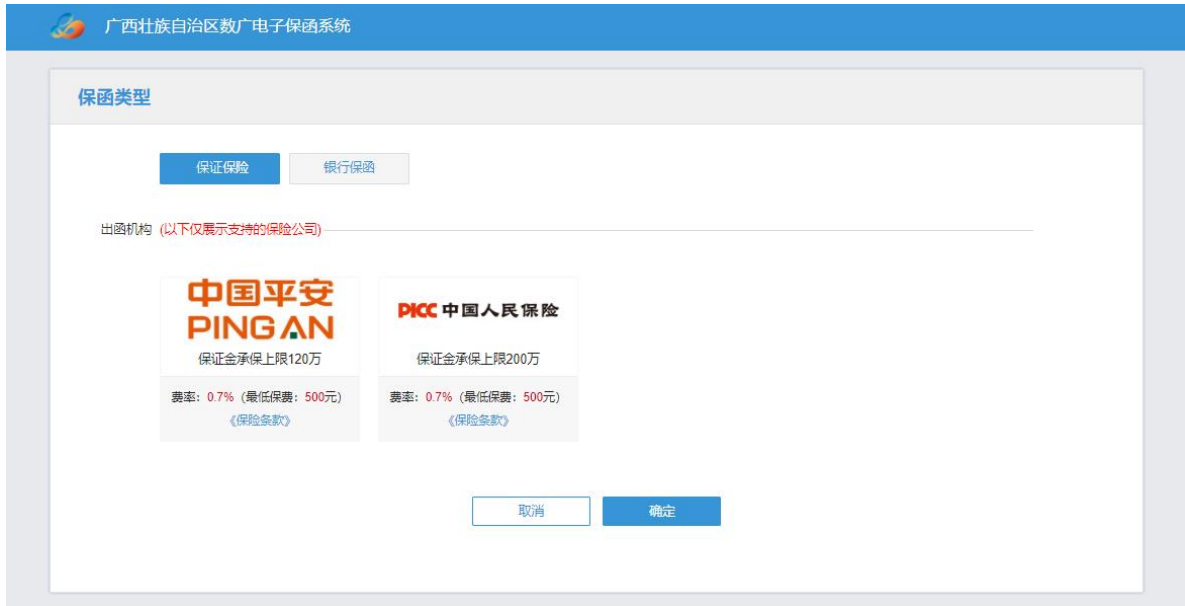 广西壮族自治区数广电子保函系统
保函类型
保证保险 银行保函
出函机构 (以下仅展示支持的保险公司)
中国平安
PING AN
保证金承保上限120万
费率：0.7%（最低保费：500元）
《保险条款》
PICC 中国人民保险
保证金承保上限200万
费率：0.7%（最低保费：500元）
《保险条款》
取消 确定